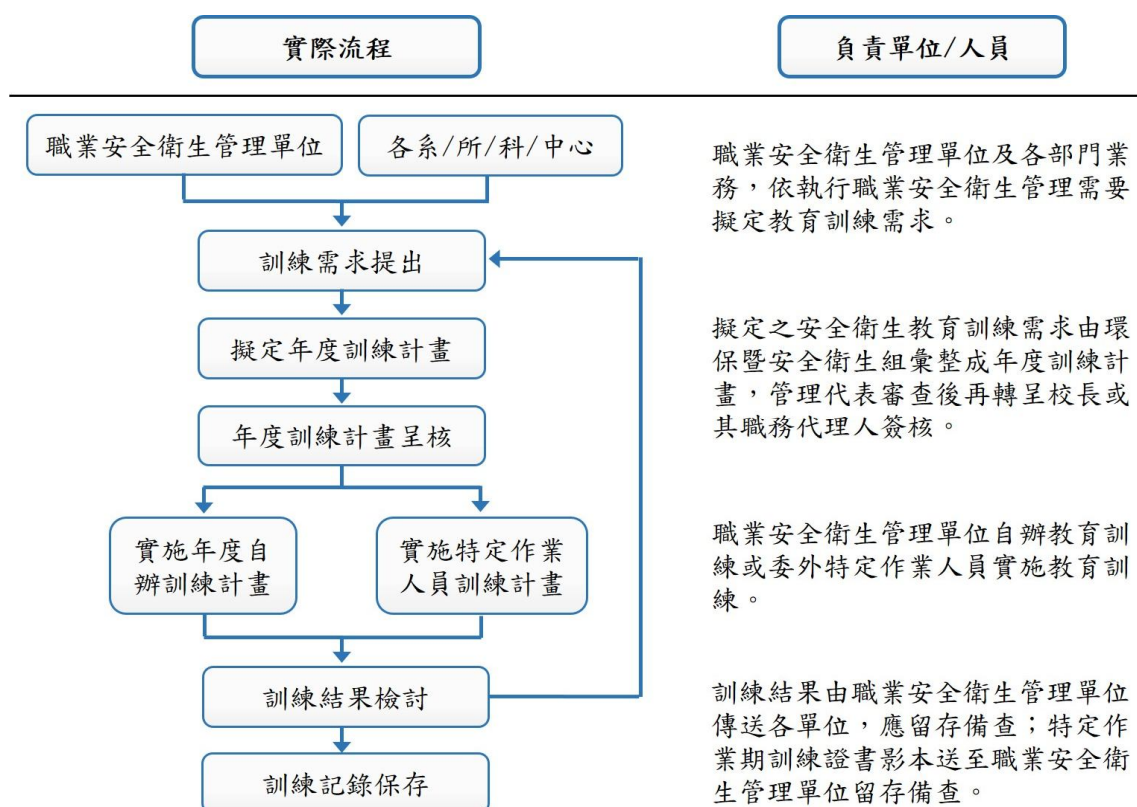 實際流程
負責單位/人員
職業安全衛生管理單位
各系/所/科/中心
職業安全衛生管理單位及各部門業
務，依執行職業安全衛生管理需要
擬定教育訓練需求。
訓練需求提出
擬定年度訓練計畫
擬定之安全衛生教育訓練需求由環
保暨安全衛生組彙整成年度訓練計
畫，管理代表審查後再轉呈校長或
其職務代理人簽核。
年度訓練計畫呈核
實施年度自
辦訓練計畫
實施特定作業
人員訓練計畫
職業安全衛生管理單位自辦教育訓
練或委外特定作業人員實施教育訓
練。
訓練結果檢討
訓練結果由職業安全衛生管理單位
傳送各單位，應留存備查；特定作
業期訓練證書影本送至職業安全衛
生管理單位留存備查。
訓練記錄保存